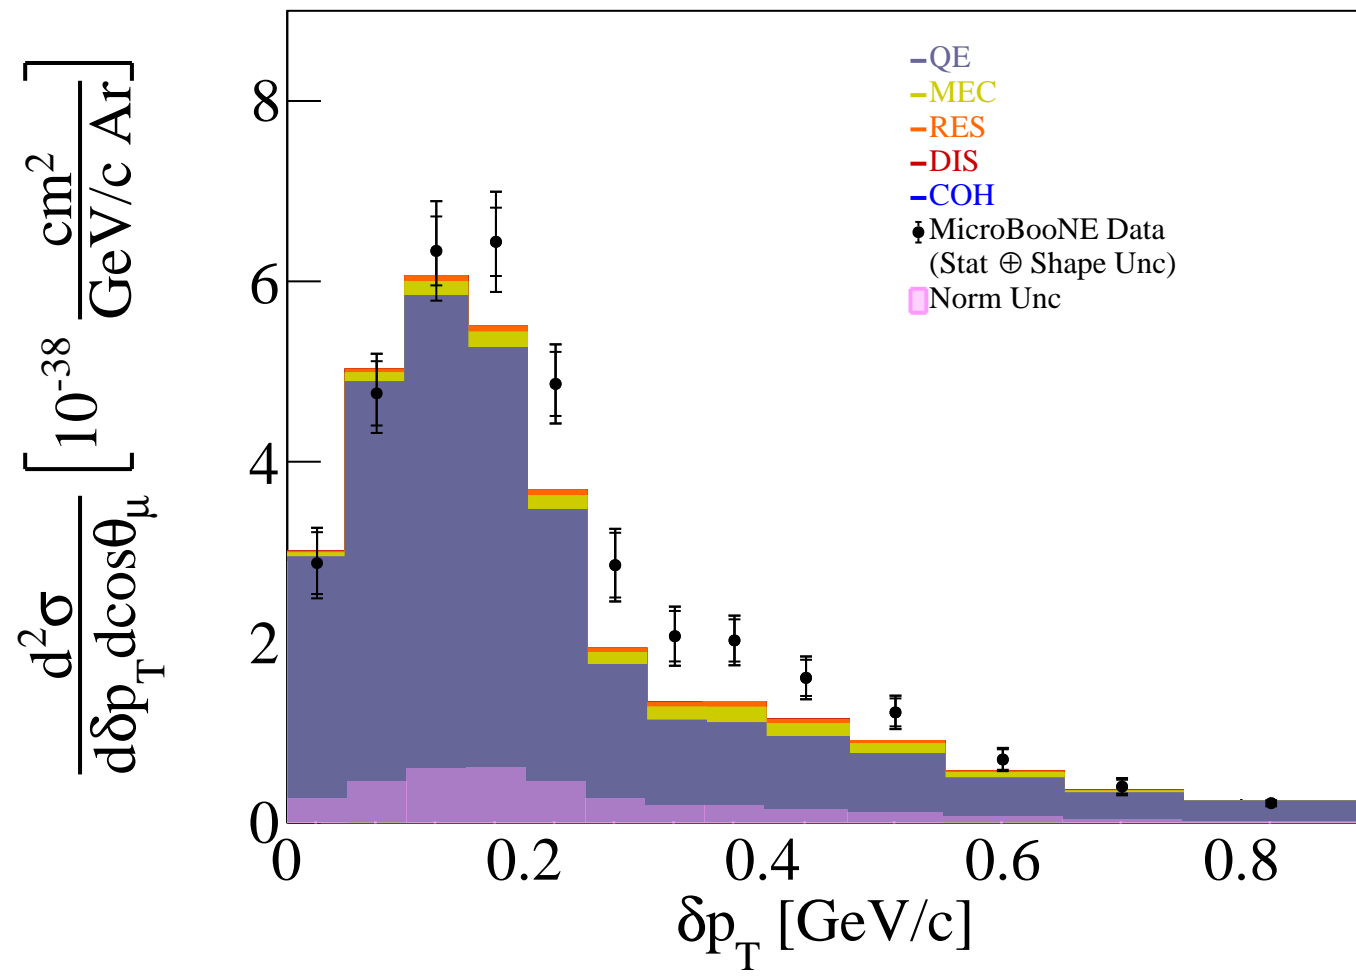 d²σ / dδp_T dcosθ_μ [10⁻³⁸ cm² / GeV/c Ar]
8
6
4
2
0
QE
MEC
RES
DIS
COH
MicroBooNE Data
(Stat ⊕ Shape Unc)
Norm Unc
0 0.2 0.4 0.6 0.8
δp_T [GeV/c]